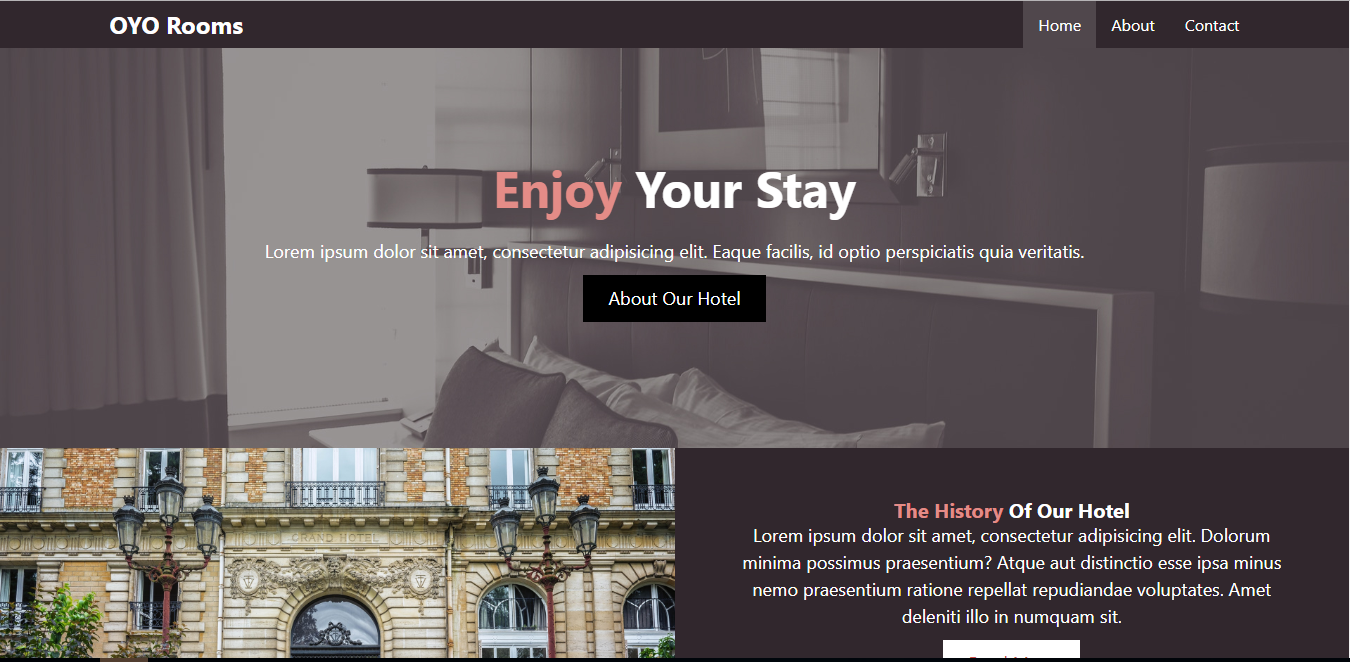 OYO Rooms
Home About Contact
Enjoy Your Stay
Lorem ipsum dolor sit amet, consectetur adipisicing elit. Eaque facilis, id optio perspiciatis quia veritatis.
About Our Hotel
GRAND HOTEL
The History Of Our Hotel
Lorem ipsum dolor sit amet, consectetur adipisicing elit. Dolorum
minima possimus praesentium? Atque aut distinctio esse ipsa minus
nemo praesentium ratione repellat repudiandae voluptates. Amet
deleniti illo in numquam sit.